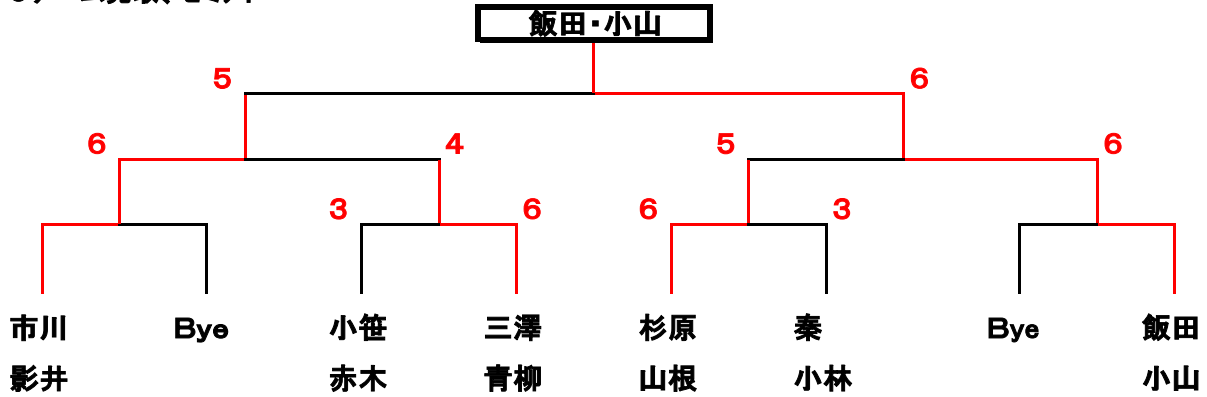 飯田・小山
5 6
6 4 5 6
3 6 6 3
市川 Bye 小笹 三澤 杉原 秦 Bye 飯田
影井 赤木 青柳 山根 小林 小山